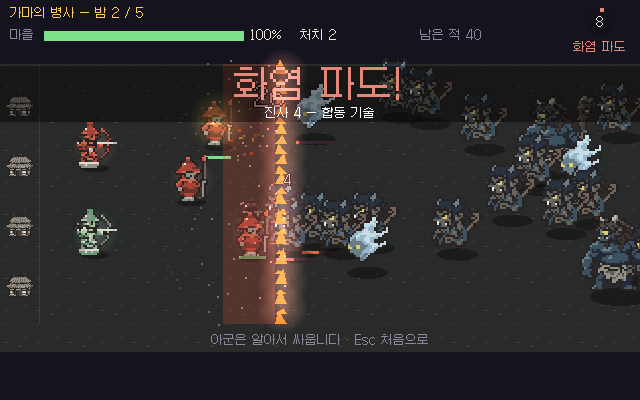 가마의 병사 — 밤 2 / 5
마을 100% 처치 2 남은 적 40
8
화염 파도
화염 파도!
진사 4 — 합동 기술
4
아군은 알아서 싸웁니다 · Esc 처음으로